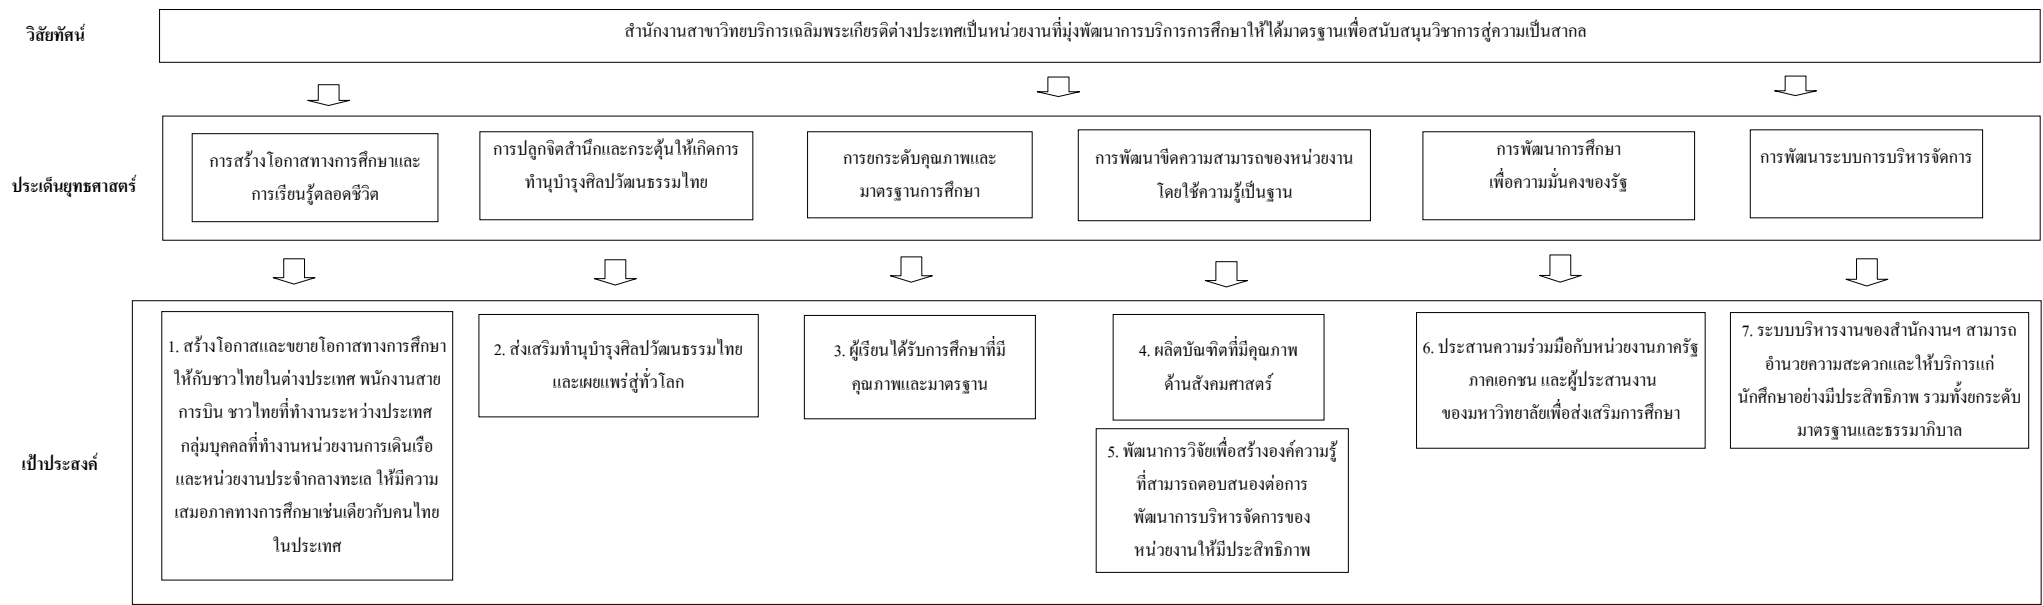 วิสัยทัศน์
สำนักงานสาขาวิทยบริการเฉลิมพระเกียรติต่างประเทศเป็นหน่วยงานที่มุ่งพัฒนาการบริการการศึกษาให้ได้มาตรฐานเพื่อสนับสนุนวิชาการสู่ความเป็นสากล
ประเด็นยุทธศาสตร์
การสร้างโอกาสทางการศึกษาและ
การเรียนรู้ตลอดชีวิต
การปลูกจิตสำนึกและกระตุ้นให้เกิดการ
ทำนุบำรุงศิลปวัฒนธรรมไทย
การยกระดับคุณภาพและ
มาตรฐานการศึกษา
การพัฒนาขีดความสามารถของหน่วยงาน
โดยใช้ความรู้เป็นฐาน
การพัฒนาการศึกษา
เพื่อความมั่นคงของรัฐ
การพัฒนาระบบการบริหารจัดการ
เป้าประสงค์
1. สร้างโอกาสและขยายโอกาสทางการศึกษา
ให้กับชาวไทยในต่างประเทศ พนักงานสาย
การบิน ชาวไทยที่ทำงานระหว่างประเทศ
กลุ่มบุคคลที่ทำงานหน่วยงานการเดินเรือ
และหน่วยงานประจำกลางทะเล ให้มีความ
เสมอภาคทางการศึกษาเช่นเดียวกับคนไทย
ในประเทศ
2. ส่งเสริมทำนุบำรุงศิลปวัฒนธรรมไทย
และเผยแพร่สู่ทั่วโลก
3. ผู้เรียนได้รับการศึกษาที่มี
คุณภาพและมาตรฐาน
4. ผลิตบัณฑิตที่มีคุณภาพ
ด้านสังคมศาสตร์
5. พัฒนาการวิจัยเพื่อสร้างองค์ความรู้
ที่สามารถตอบสนองต่อการ
พัฒนาการบริหารจัดการของ
หน่วยงานให้มีประสิทธิภาพ
6. ประสานความร่วมมือกับหน่วยงานภาครัฐ
ภาคเอกชน และผู้ประสานงาน
ของมหาวิทยาลัยเพื่อส่งเสริมการศึกษา
7. ระบบบริหารงานของสำนักงานฯ สามารถ
อำนวยความสะดวกและให้บริการแก่
นักศึกษาอย่างมีประสิทธิภาพ รวมทั้งยกระดับ
มาตรฐานและธรรมาภิบาล